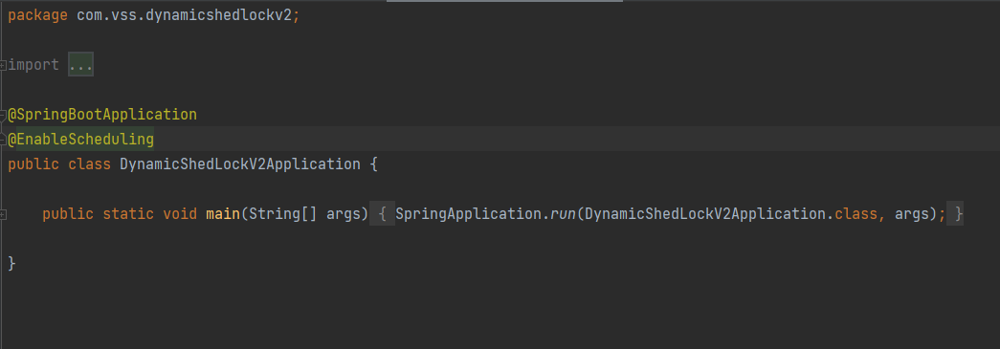 package com.vss.dynamicshedlockv2;
import ...
@SpringBootApplication
@EnableScheduling
public class DynamicShedLockV2Application {
public static void main(String[] args) { SpringApplication.run(DynamicShedLockV2Application.class, args); }
}